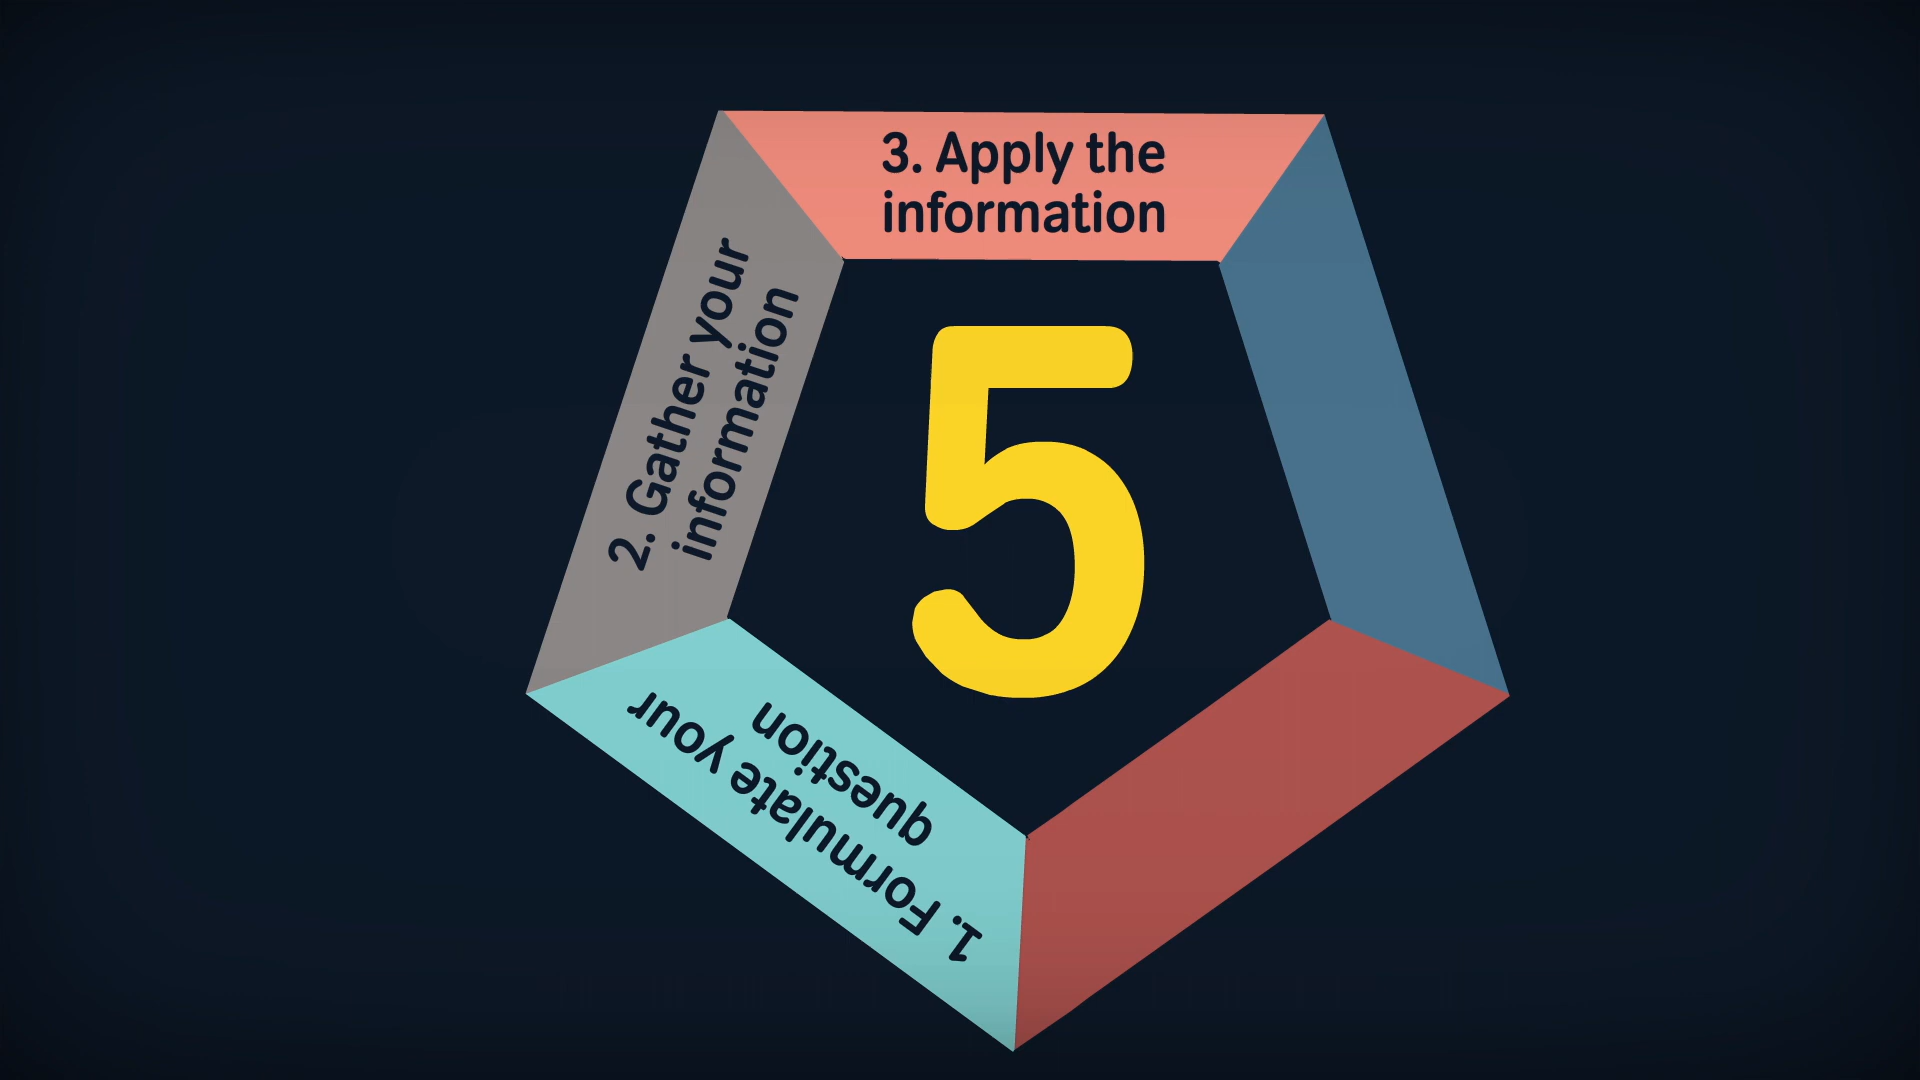 3. Apply the
information
2. Gather your
information
5
1. Formulate your
question